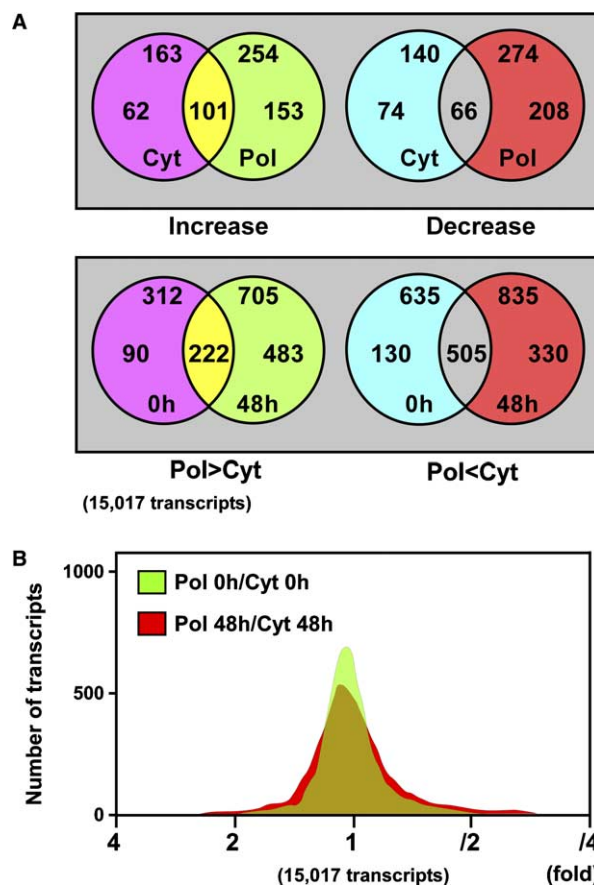 A
163 254 140 274
62 101 153 74 66 208
Cyt Pol Cyt Pol
Increase Decrease
312 705 635 835
90 222 483 130 505 330
0h 48h 0h 48h
Pol>Cyt Pol<Cyt
(15,017 transcripts)
B
1000
Pol 0h/Cyt 0h
Pol 48h/Cyt 48h
Number of transcripts
500
0
4 2 1 /2 /4
(15,017 transcripts) (fold)